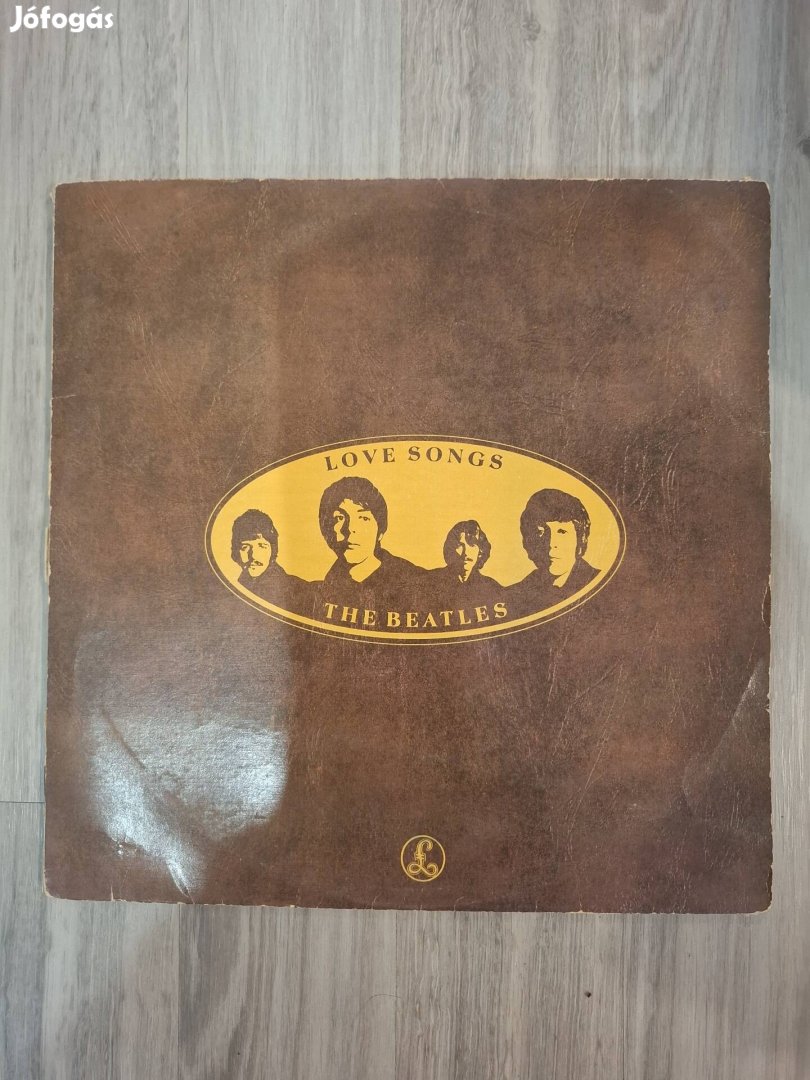 Jófogás
LOVE SONGS
THE BEATLES
£